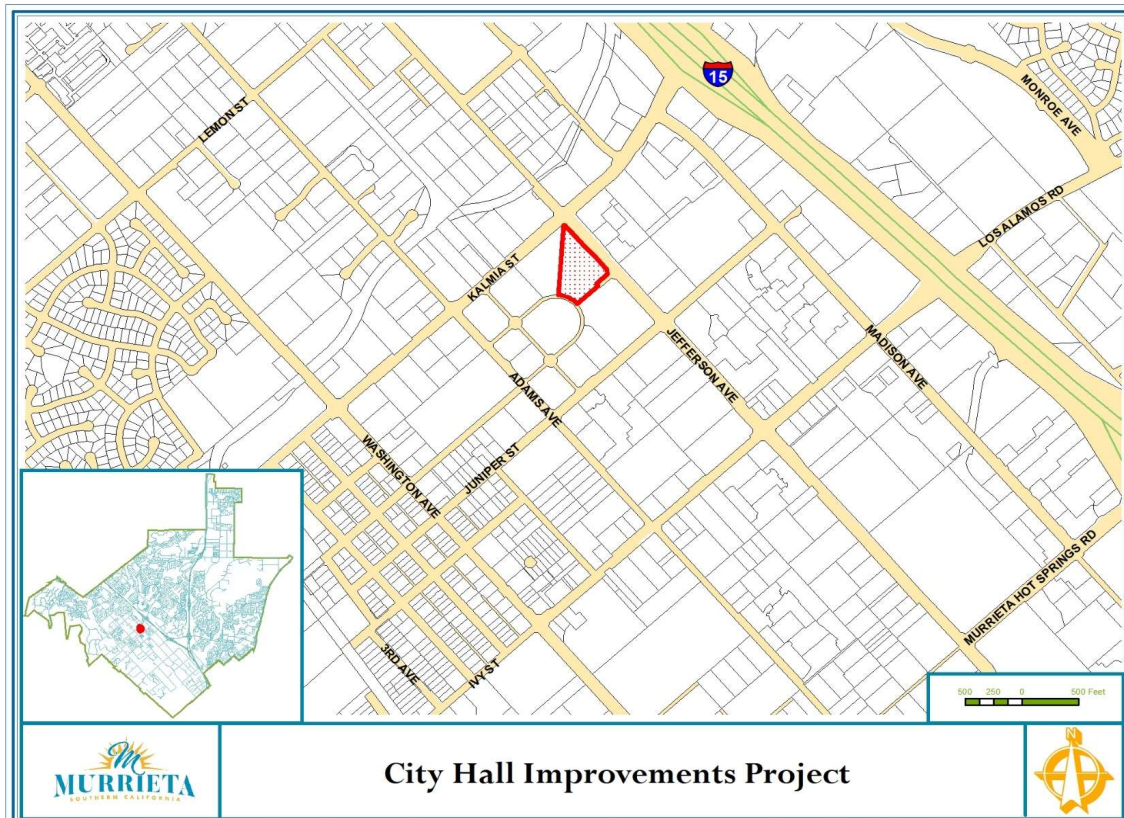 15
MONROE AVE
LEMON ST
LOS ALAMOS RD
KALMIA ST
JEFFERSON AVE
MADISON AVE
ADAMS AVE
WASHINGTON AVE
JUNIPER ST
MURRIETA HOT SPRINGS RD
3RD AVE
IVY ST
500 250 0 500 Feet
M
MURRIETA
SOUTHERN CALIFORNIA
City Hall Improvements Project
N